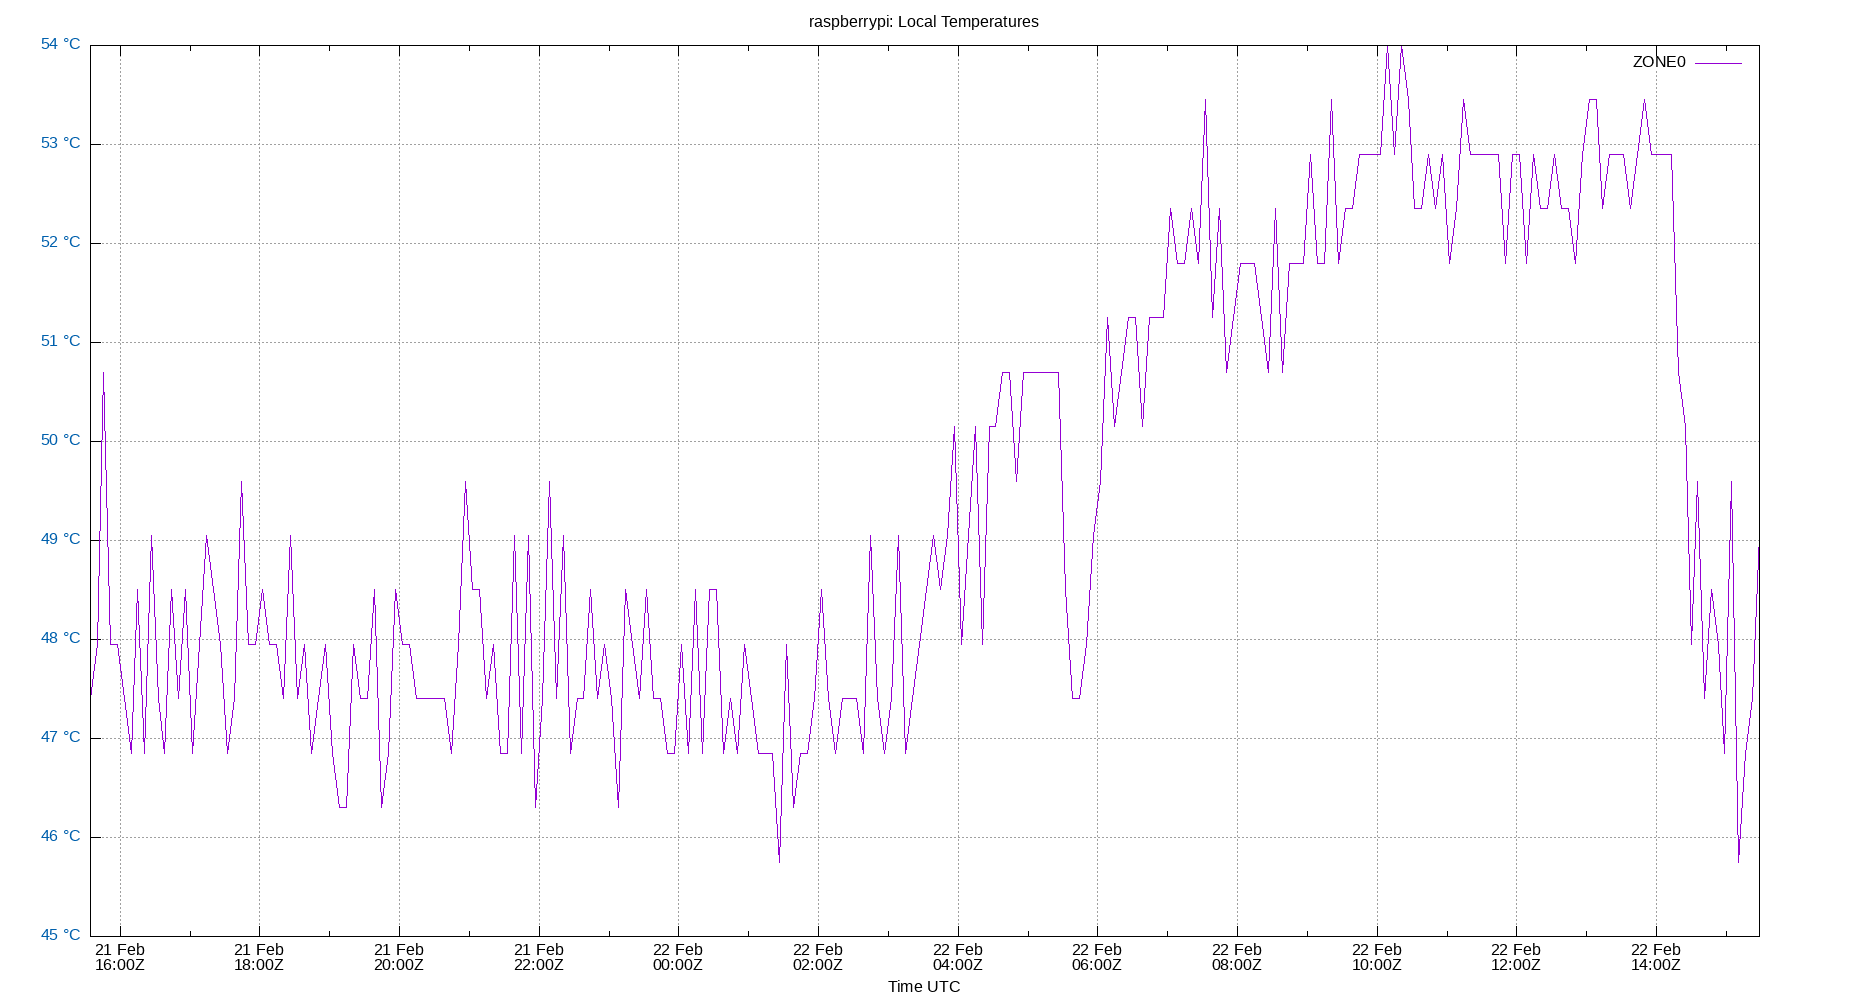 raspberrypi: Local Temperatures
ZONE0
54 °C
53 °C
52 °C
51 °C
50 °C
49 °C
48 °C
47 °C
46 °C
45 °C
21 Feb 21 Feb 21 Feb 21 Feb 22 Feb 22 Feb 22 Feb 22 Feb 22 Feb 22 Feb 22 Feb 22 Feb
16:00Z 18:00Z 20:00Z 22:00Z 00:00Z 02:00Z 04:00Z 06:00Z 08:00Z 10:00Z 12:00Z 14:00Z
Time UTC